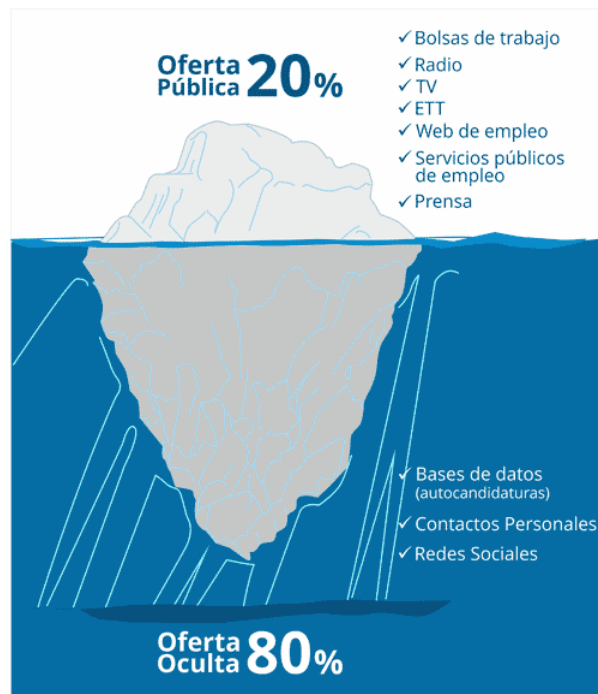 Oferta
Pública 20%
✓ Bolsas de trabajo
✓ Radio
✓ TV
✓ ETT
✓ Web de empleo
✓ Servicios públicos
de empleo
✓ Prensa
✓ Bases de datos
(autocandidaturas)
✓ Contactos Personales
✓ Redes Sociales
Oferta
Oculta 80%